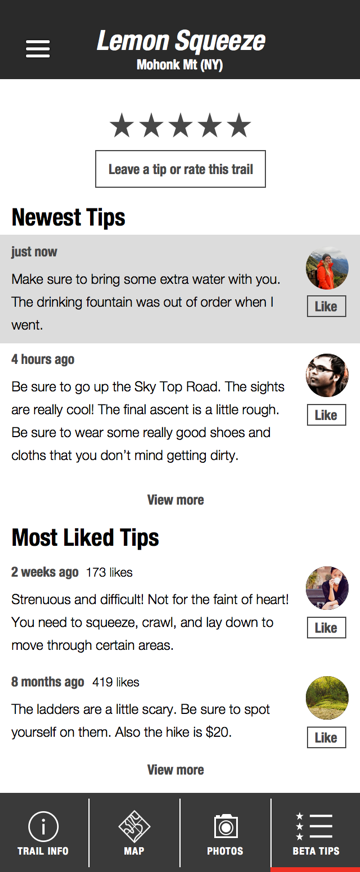 Lemon Squeeze
Mohonk Mt (NY)
Leave a tip or rate this trail
Newest Tips
just now
Make sure to bring some extra water with you.
The drinking fountain was out of order when I
went.
Like
4 hours ago
Be sure to go up the Sky Top Road. The sights
are really cool! The final ascent is a little rough.
Be sure to wear some really good shoes and
cloths that you don't mind getting dirty.
Like
View more
Most Liked Tips
2 weeks ago 173 likes
Strenuous and difficult! Not for the faint of heart!
You need to squeeze, crawl, and lay down to
move through certain areas.
Like
8 months ago 419 likes
The ladders are a little scary. Be sure to spot
yourself on them. Also the hike is $20.
Like
View more
TRAIL INFO
MAP
PHOTOS
BETA TIPS